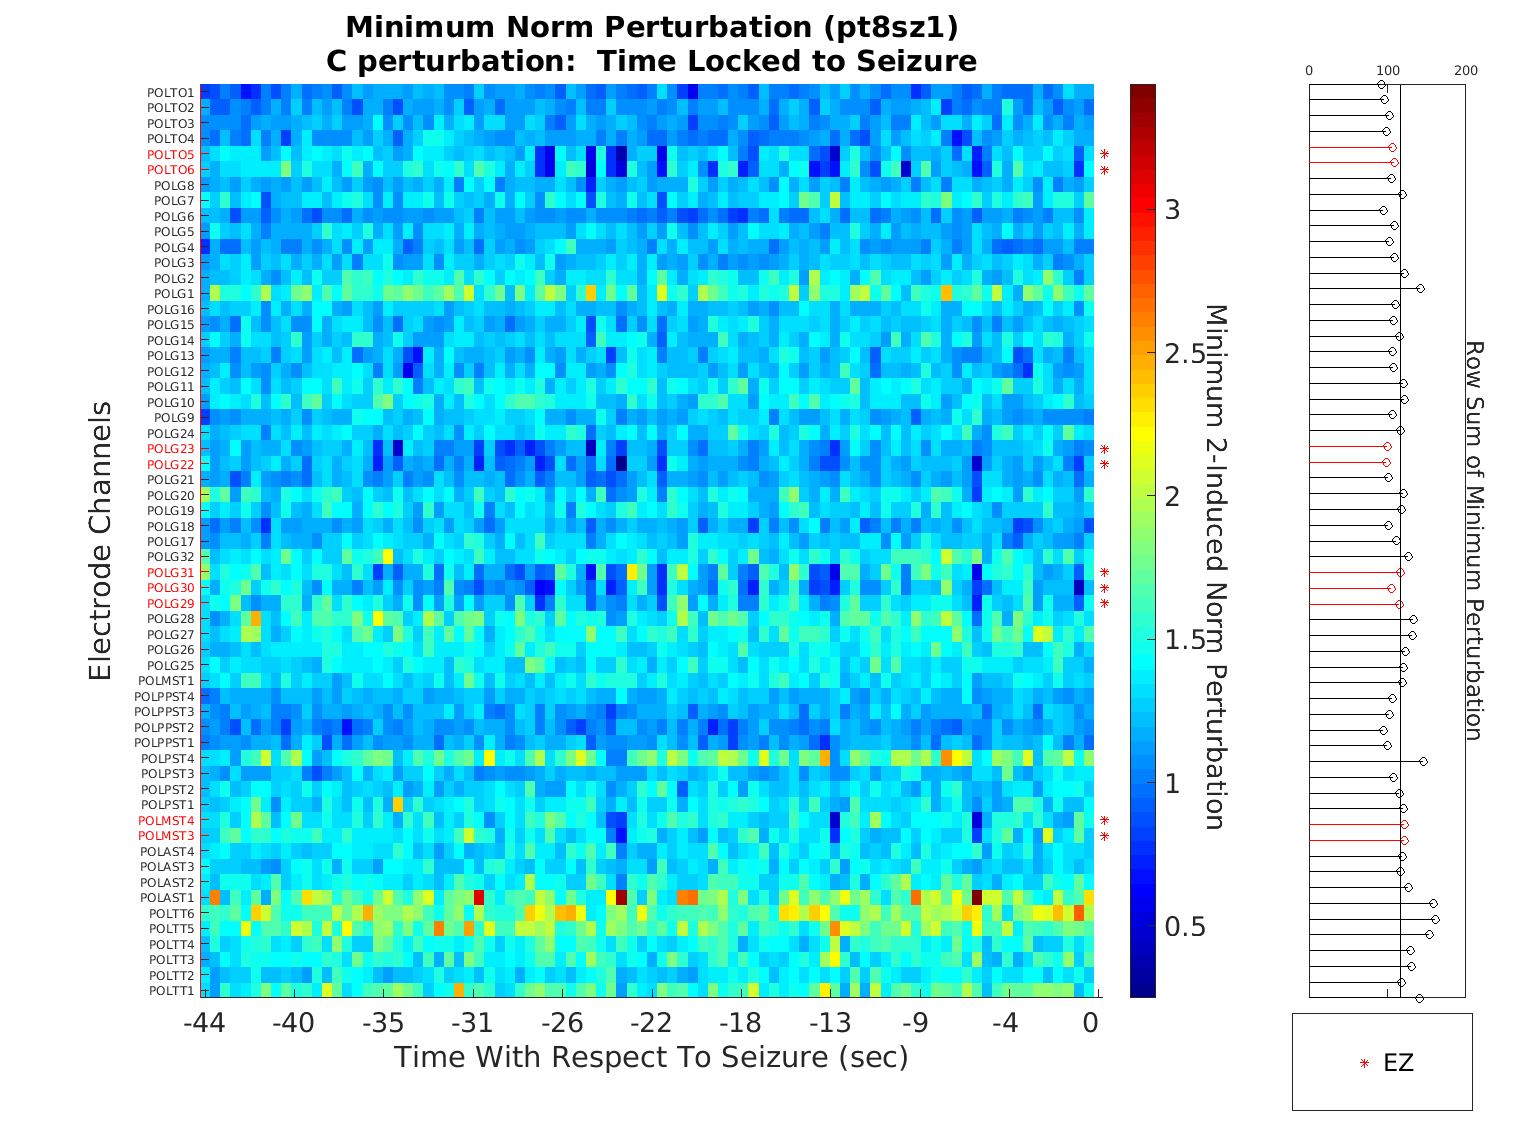 Minimum Norm Perturbation (pt8sz1)
C perturbation:  Time Locked to Seizure
Electrode Channels
POLTO1
POLTO2
POLTO3
POLTO4
POLTO5
POLTO6
POLG8
POLG7
POLG6
POLG5
POLG4
POLG3
POLG2
POLG1
POLG16
POLG15
POLG14
POLG13
POLG12
POLG11
POLG10
POLG9
POLG24
POLG23
POLG22
POLG21
POLG20
POLG19
POLG18
POLG17
POLG32
POLG31
POLG30
POLG29
POLG28
POLG27
POLG26
POLG25
POLMST1
POLPPST4
POLPPST3
POLPPST2
POLPPST1
POLPST4
POLPST3
POLPST2
POLPST1
POLMST4
POLMST3
POLAST4
POLAST3
POLAST2
POLAST1
POLTT6
POLTT5
POLTT4
POLTT3
POLTT2
POLTT1
-44 -40 -35 -31 -26 -22 -18 -13 -9 -4 0
Time With Respect To Seizure (sec)
3
2.5
2
1.5
1
0.5
Minimum 2-Induced Norm Perturbation
0 100 200
Row Sum of Minimum Perturbation
EZ